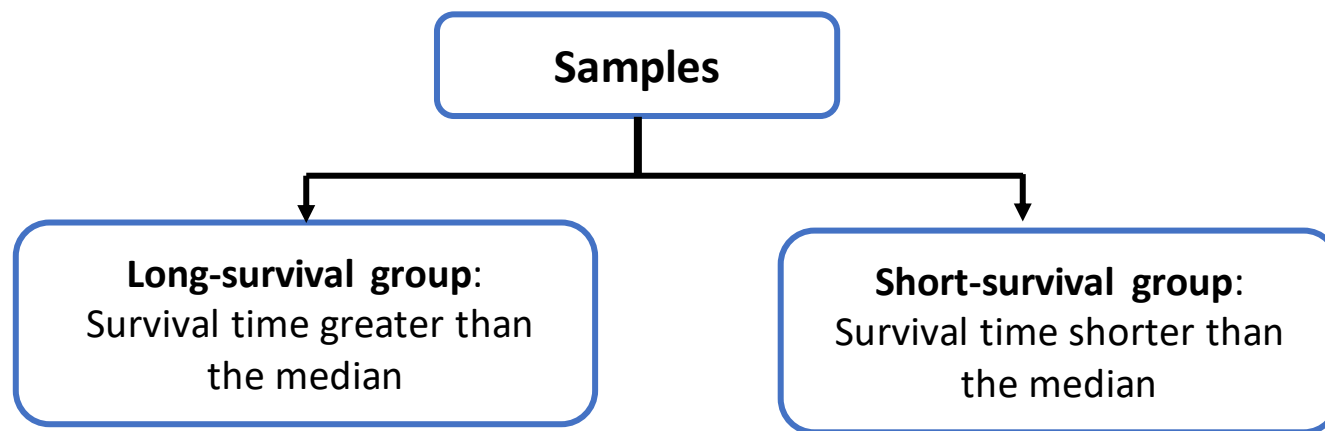 Samples
Long-survival group:
Survival time greater than
the median
Short-survival group:
Survival time shorter than
the median